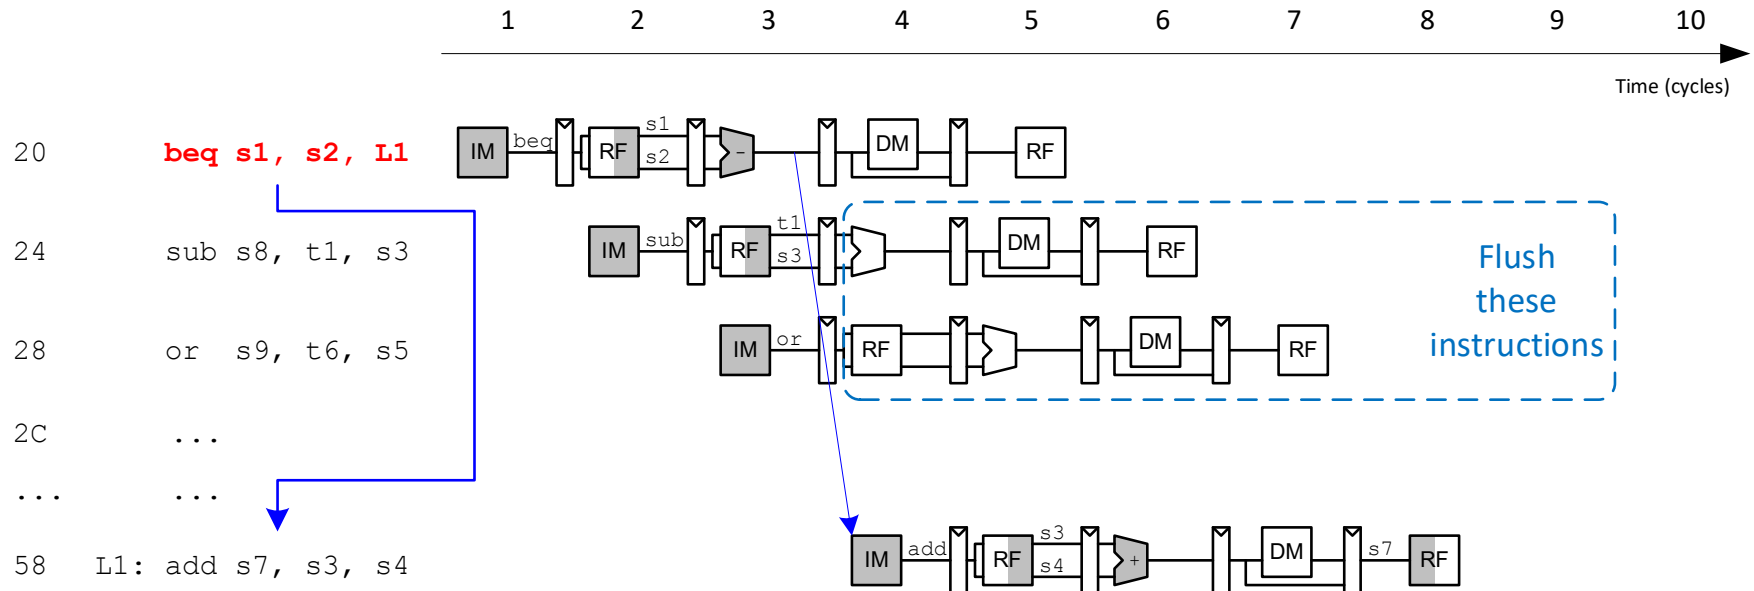 1 2 3 4 5 6 7 8 9 10
Time (cycles)
20 beq s1, s2, L1 IM beq RF s1 s2 - DM RF
24 sub s8, t1, s3 IM sub RF t1 s3 DM RF
28 or s9, t6, s5 IM or RF DM RF
Flush
these
instructions
2C ...
... ...
58 L1: add s7, s3, s4 IM add RF s3 s4 + DM s7 RF